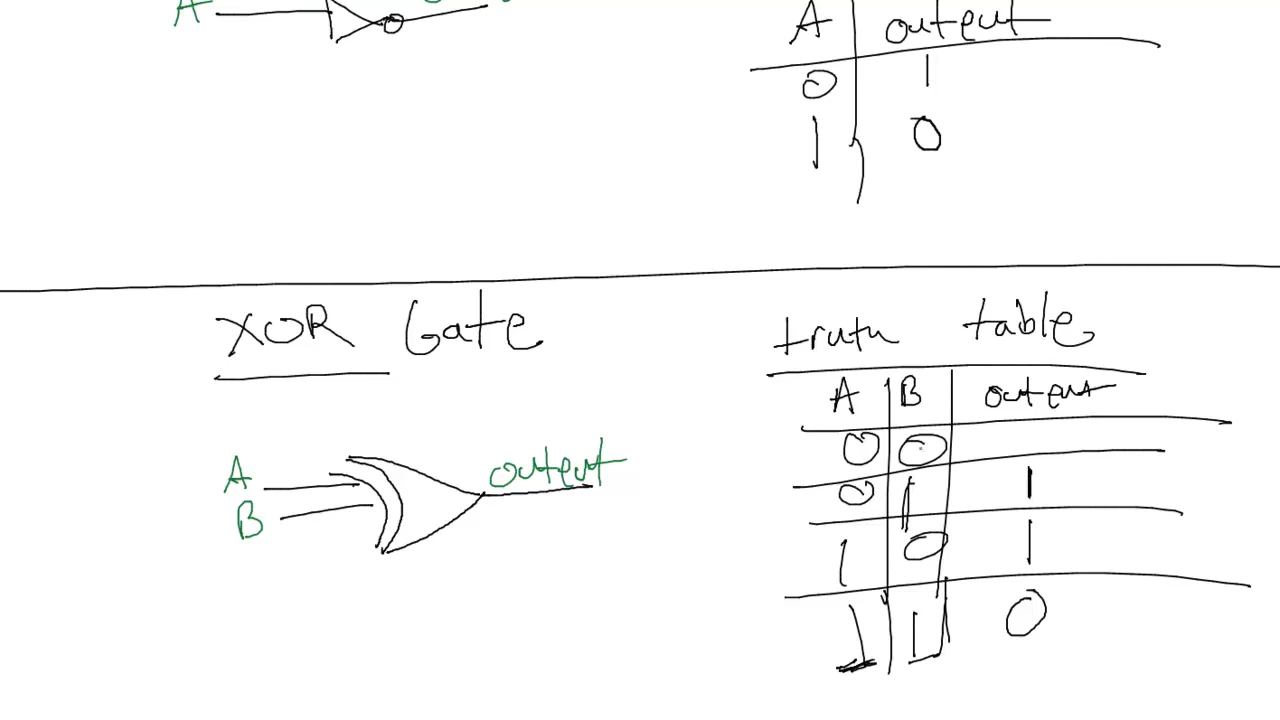 A
A output
0 1
1 0
XOR Gate
truth table
A B output
0 0
0 1 1
1 0 1
1 1 0
A
B
output